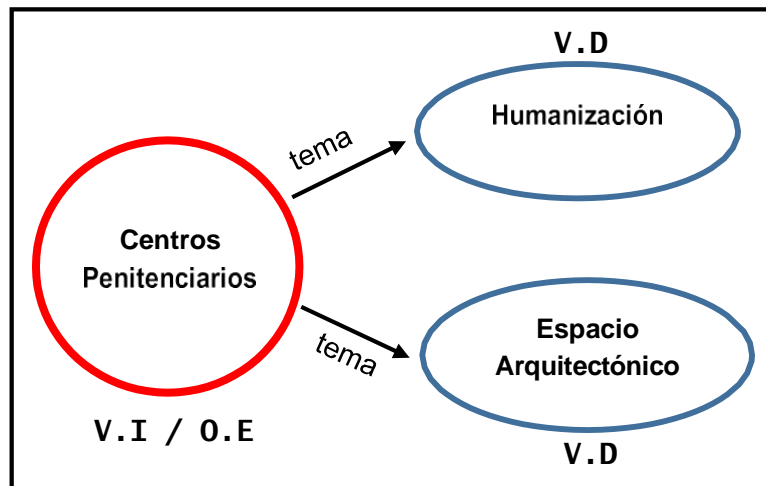 V.D
Humanización
tema
Centros
Penitenciarios
tema
Espacio
Arquitectónico
V.I / O.E
V.D